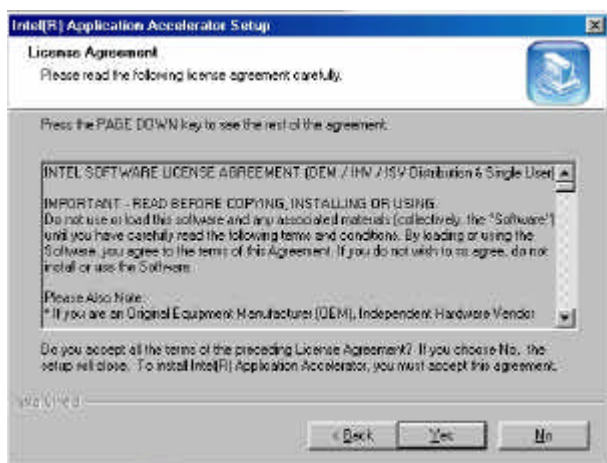 Intel(R) Application Accelerator Setup
License Agreement
Please read the following license agreement carefully.
Press the PAGE DOWN key to see the rest of the agreement.
INTEL SOFTWARE LICENSE AGREEMENT (OEM / IHV / ISV Distribution & Single User)
IMPORTANT - READ BEFORE COPYING, INSTALLING OR USING.
Do not use or load this software and any associated materials (collectively, the "Software")
until you have carefully read the following terms and conditions. By loading or using the
Software, you agree to the terms of this Agreement. If you do not wish to so agree, do not
install or use the Software.
Please Also Note:
* If you are an Original Equipment Manufacturer (OEM), Independent Hardware Vendor
Do you accept all the terms of the preceding License Agreement? If you choose No, the
setup will close. To install Intel(R) Application Accelerator, you must accept this agreement.
< Back
Yes
No